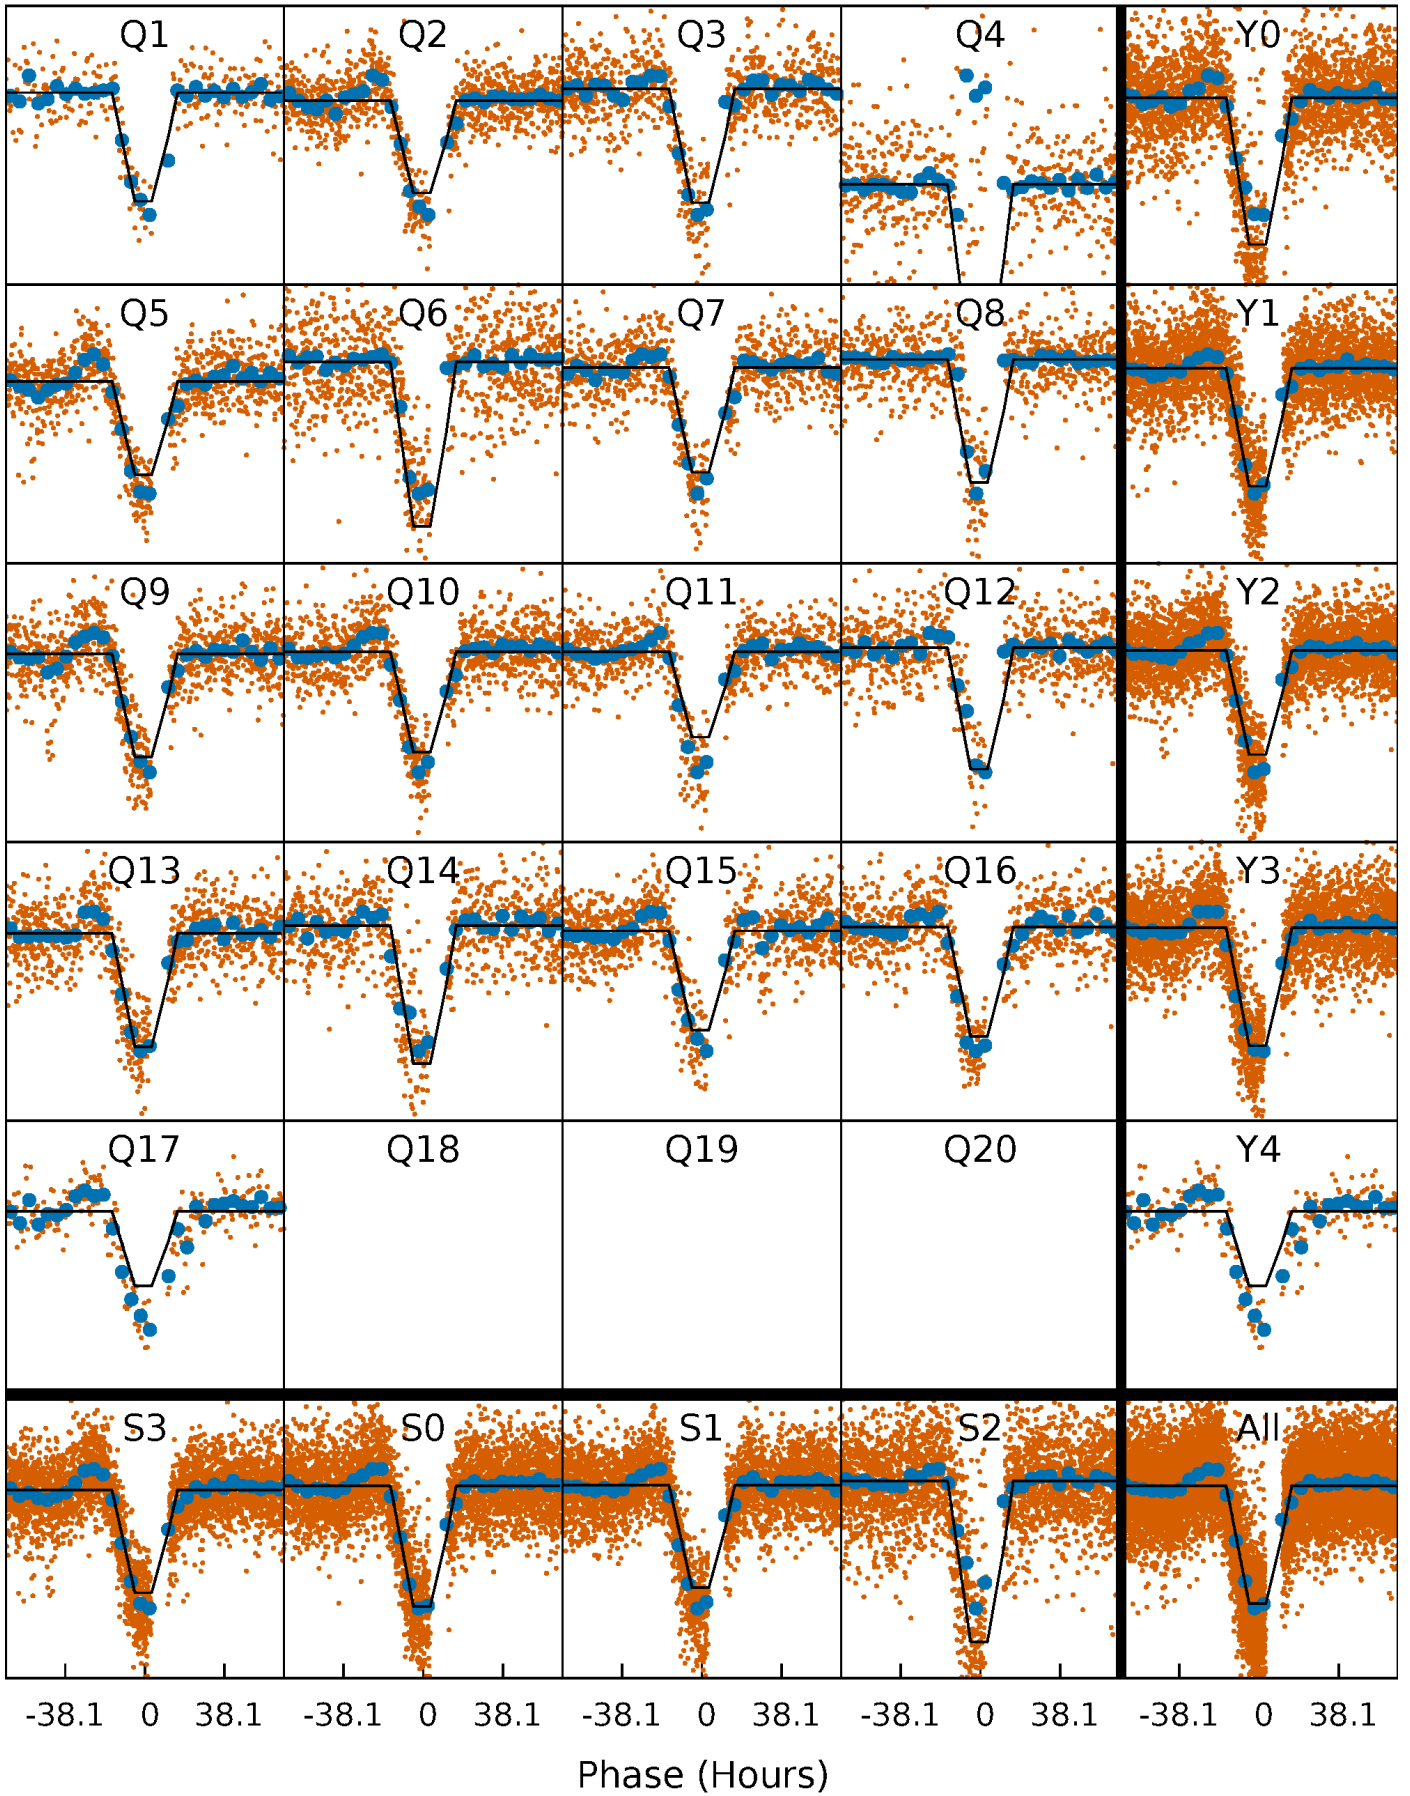 Q1 Q2 Q3 Q4 Y0
Q5 Q6 Q7 Q8 Y1
Q9 Q10 Q11 Q12 Y2
Q13 Q14 Q15 Q16 Y3
Q17 Q18 Q19 Q20 Y4
S3 S0 S1 S2 All
-38.1 0 38.1 -38.1 0 38.1 -38.1 0 38.1 -38.1 0 38.1 -38.1 0 38.1
Phase (Hours)